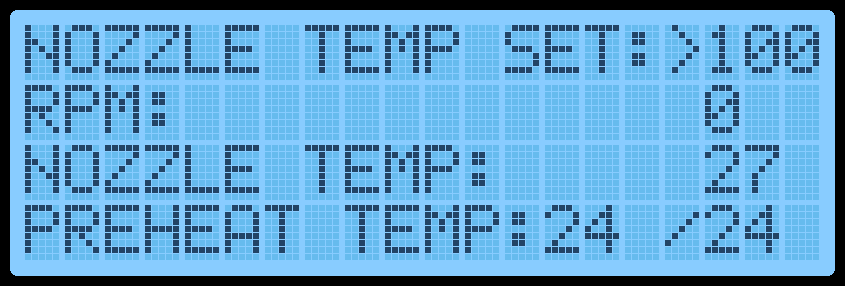 NOZZLE TEMP SET:>100
RPM:             0
NOZZLE TEMP:     27
PREHEAT TEMP:24 /24